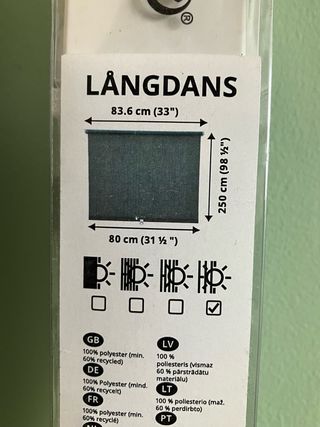 ®
LÅNGDANS
83.6 cm (33")
250 cm (98 ½")
80 cm (31 ½ ")
GB
100% polyester (min.
60% recycled)
DE
100% Polyester (mind.
60% recycelt)
FR
100% polyester (min.
60% recyclé)
LV
100 %
poliesteris (vismaz
60 % pārstrādātu
materiālu)
LT
100 % poliesterio (maž.
60 % perdirbto)
PT